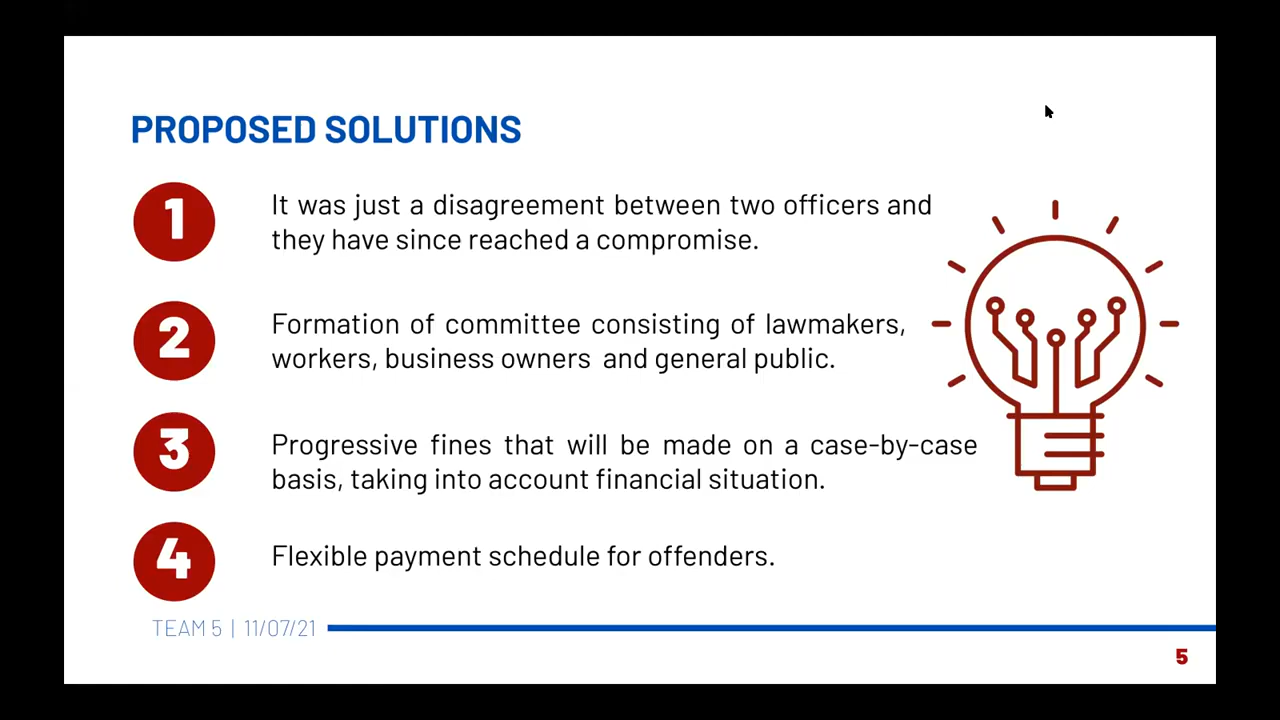 PROPOSED SOLUTIONS
1
It was just a disagreement between two officers and
they have since reached a compromise.
2
Formation of committee consisting of lawmakers,
workers, business owners and general public.
3
Progressive fines that will be made on a case-by-case
basis, taking into account financial situation.
4
Flexible payment schedule for offenders.
TEAM 5 | 11/07/21
5